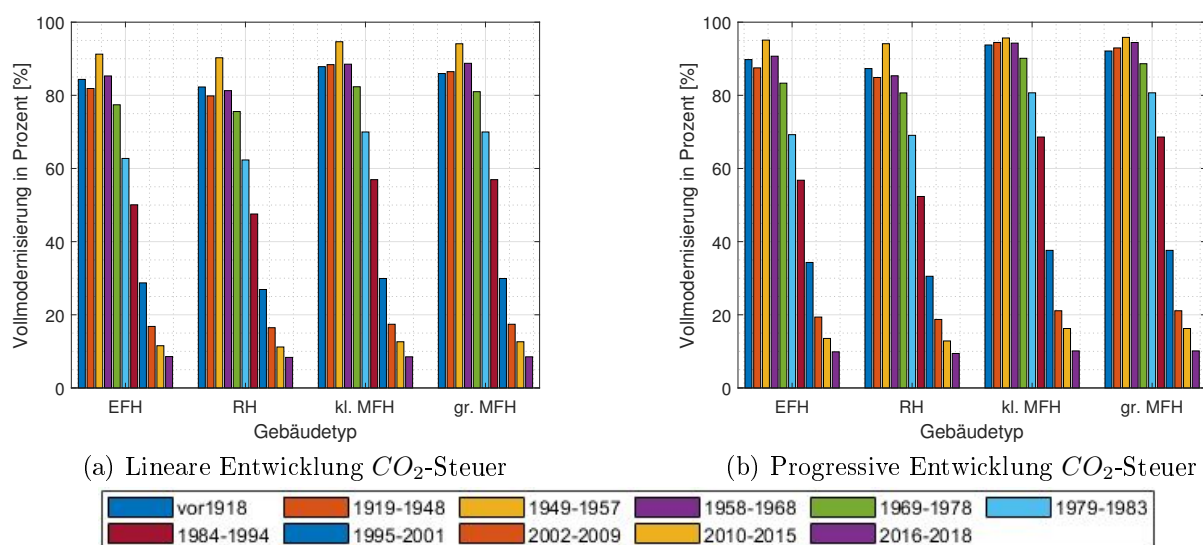 100
80
60
40
20
0
Vollmodernisierung in Prozent [%]
EFH RH kl. MFH gr. MFH
Gebäudetyp
(a) Lineare Entwicklung CO₂-Steuer
100
80
60
40
20
0
Vollmodernisierung in Prozent [%]
EFH RH kl. MFH gr. MFH
Gebäudetyp
(b) Progressive Entwicklung CO₂-Steuer
vor1918 1919-1948 1949-1957 1958-1968 1969-1978 1979-1983
1984-1994 1995-2001 2002-2009 2010-2015 2016-2018